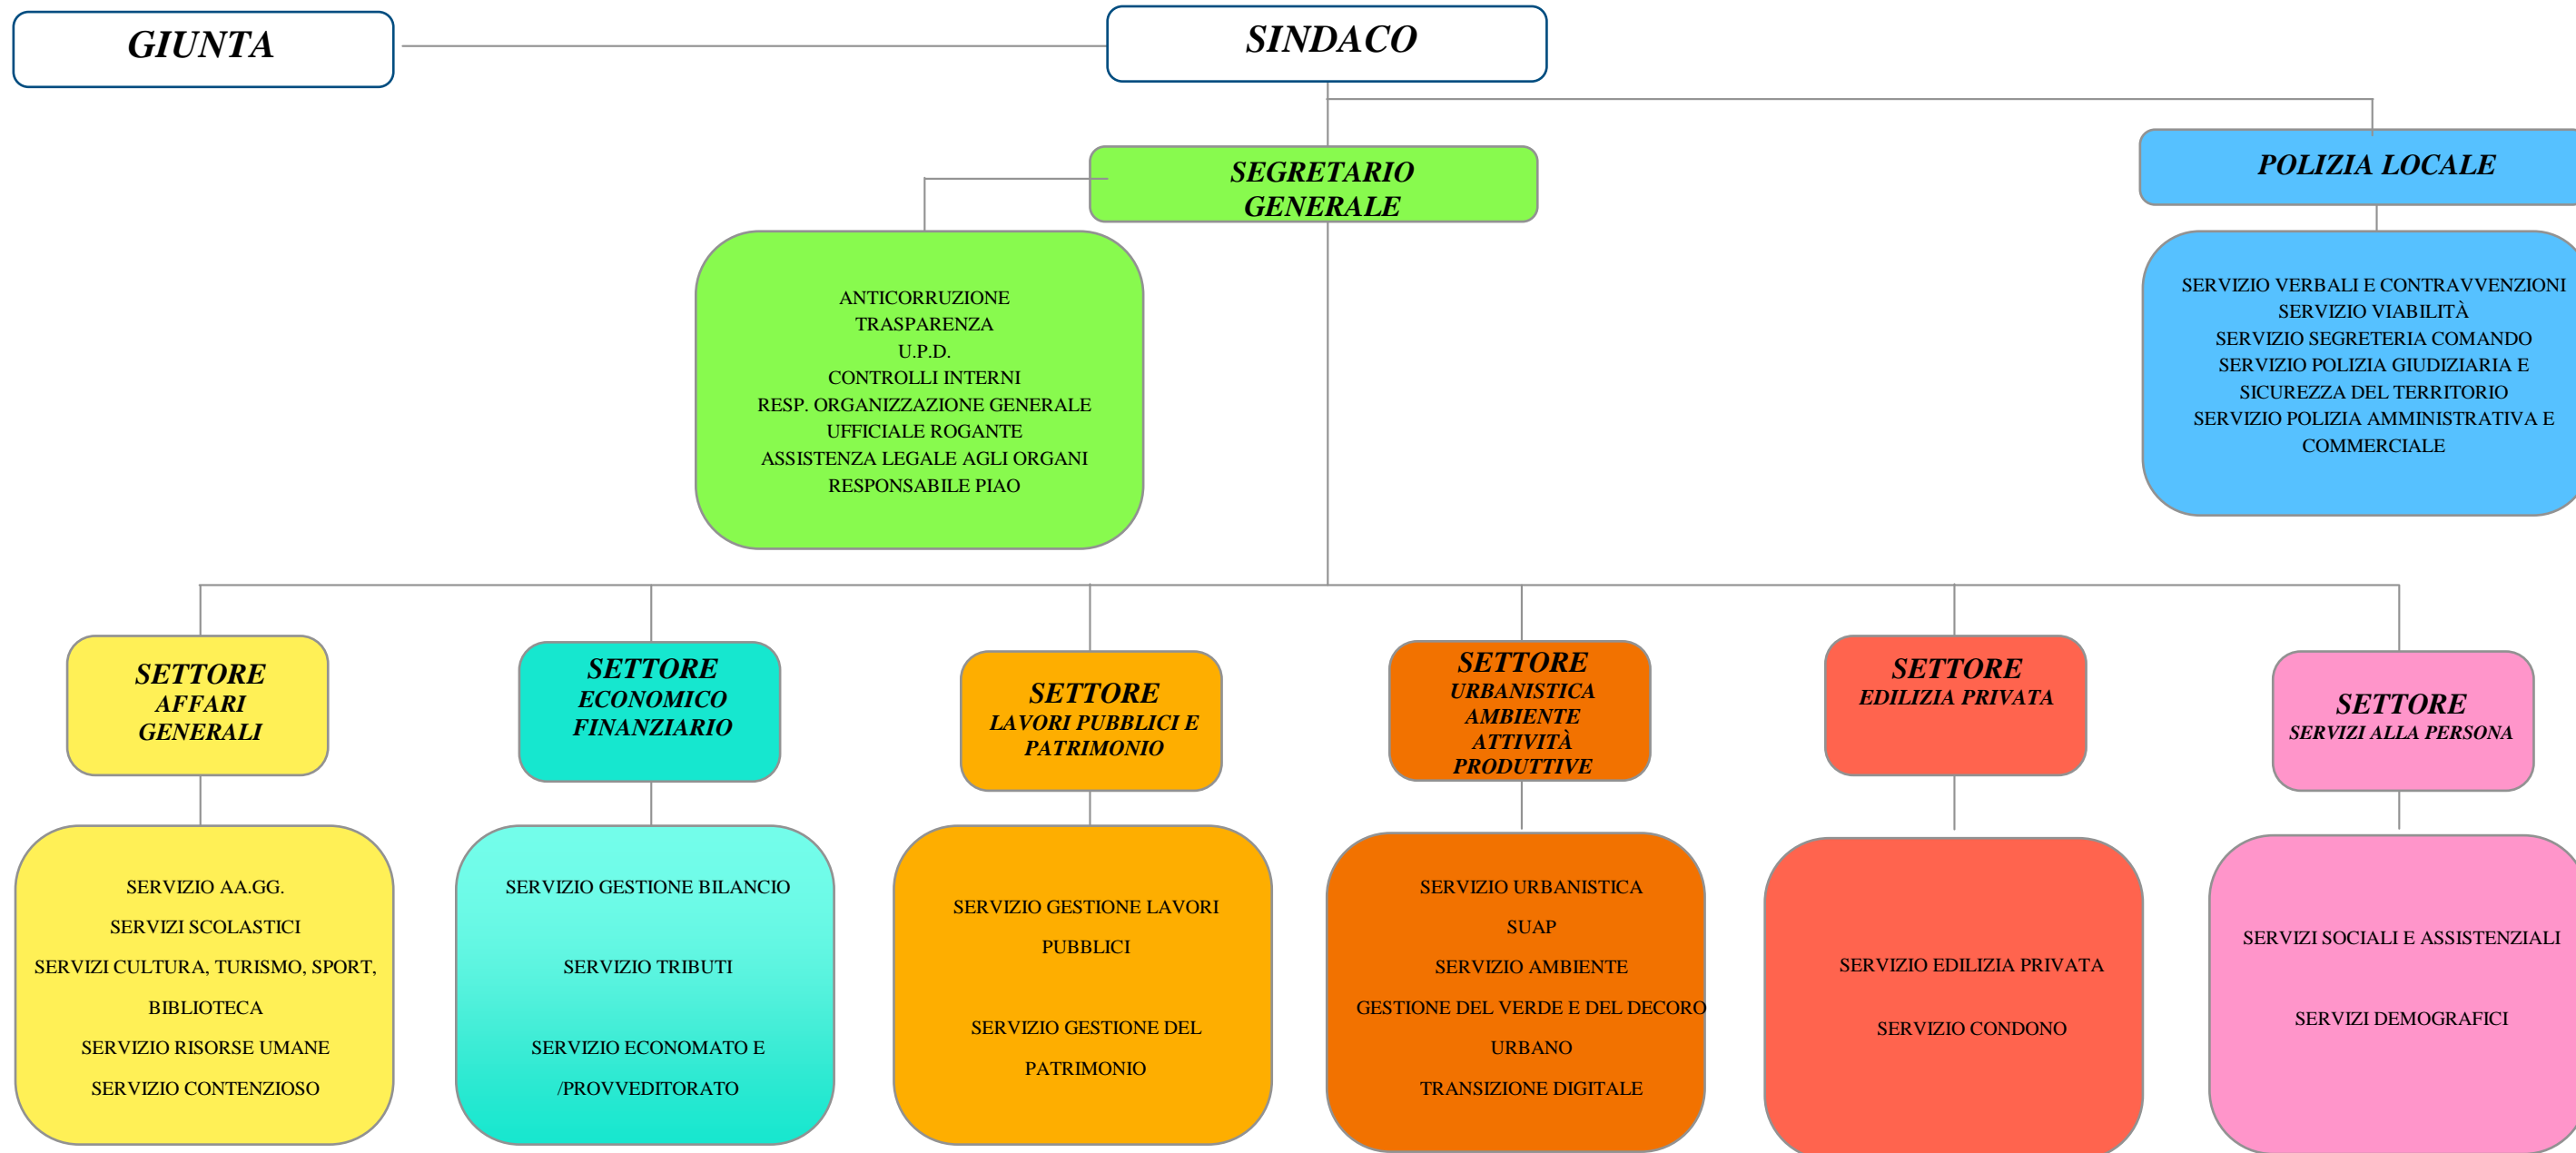 GIUNTA
SINDACO
SEGRETARIO
GENERALE
POLIZIA LOCALE
ANTICORRUZIONE
TRASPARENZA
U.P.D.
CONTROLLI INTERNI
RESP. ORGANIZZAZIONE GENERALE
UFFICIALE ROGANTE
ASSISTENZA LEGALE AGLI ORGANI
RESPONSABILE PIAO
SERVIZIO VERBALI E CONTRAVVENZIONI
SERVIZIO VIABILITÀ
SERVIZIO SEGRETERIA COMANDO
SERVIZIO POLIZIA GIUDIZIARIA E
SICUREZZA DEL TERRITORIO
SERVIZIO POLIZIA AMMINISTRATIVA E
COMMERCIALE
SETTORE
AFFARI
GENERALI
SETTORE
ECONOMICO
FINANZIARIO
SETTORE
LAVORI PUBBLICI E
PATRIMONIO
SETTORE
URBANISTICA
AMBIENTE
ATTIVITÀ
PRODUTTIVE
SETTORE
EDILIZIA PRIVATA
SETTORE
SERVIZI ALLA PERSONA
SERVIZIO AA.GG.
SERVIZI SCOLASTICI
SERVIZI CULTURA, TURISMO, SPORT,
BIBLIOTECA
SERVIZIO RISORSE UMANE
SERVIZIO CONTENZIOSO
SERVIZIO GESTIONE BILANCIO
SERVIZIO TRIBUTI
SERVIZIO ECONOMATO E
/PROVVEDITORATO
SERVIZIO GESTIONE LAVORI
PUBBLICI
SERVIZIO GESTIONE DEL
PATRIMONIO
SERVIZIO URBANISTICA
SUAP
SERVIZIO AMBIENTE
GESTIONE DEL VERDE E DEL DECORO
URBANO
TRANSIZIONE DIGITALE
SERVIZIO EDILIZIA PRIVATA
SERVIZIO CONDONO
SERVIZI SOCIALI E ASSISTENZIALI
SERVIZI DEMOGRAFICI